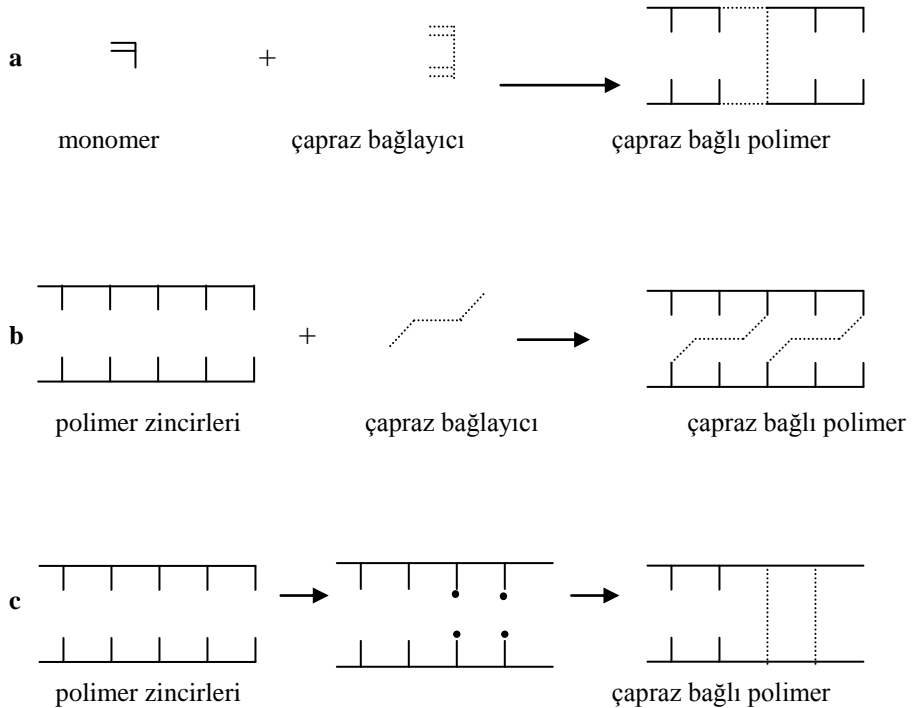 a + 
monomer çapraz bağlayıcı çapraz bağlı polimer
b +
polimer zincirleri çapraz bağlayıcı çapraz bağlı polimer
c
polimer zincirleri çapraz bağlı polimer